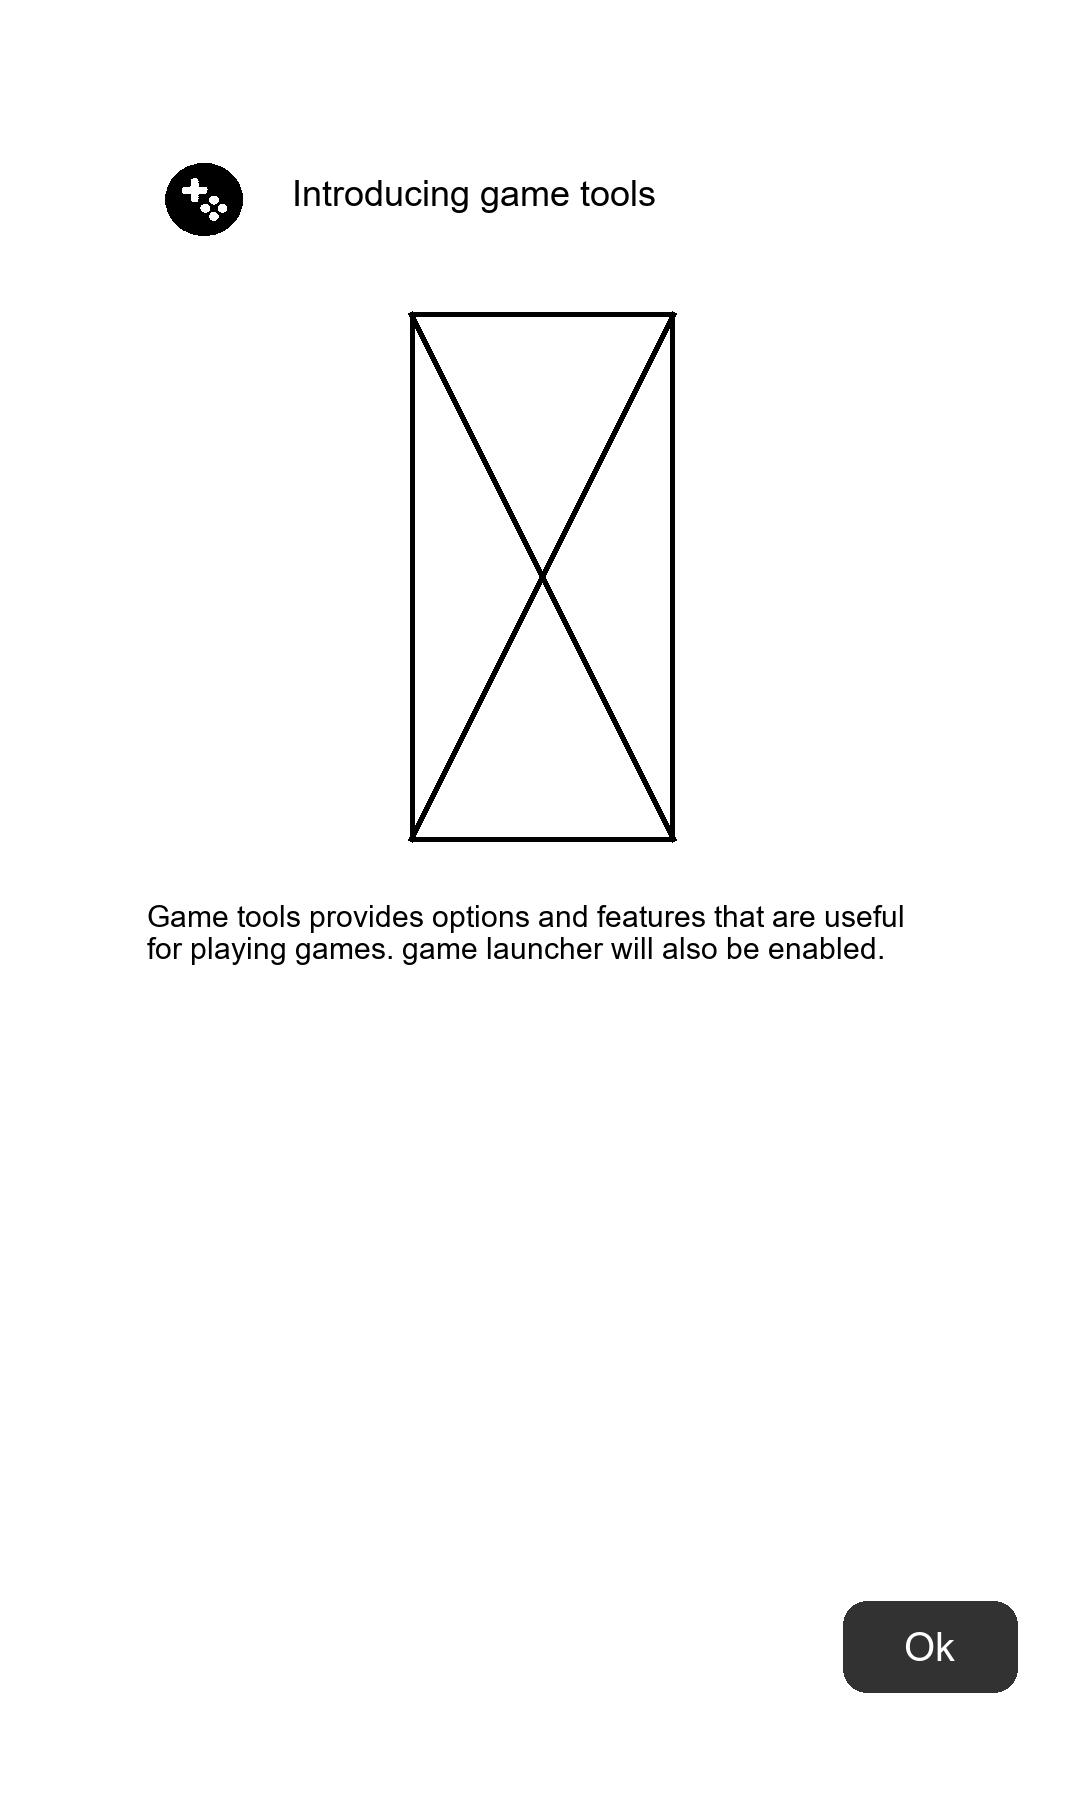 Introducing game tools
Game tools provides options and features that are useful
for playing games. game launcher will also be enabled.
Ok